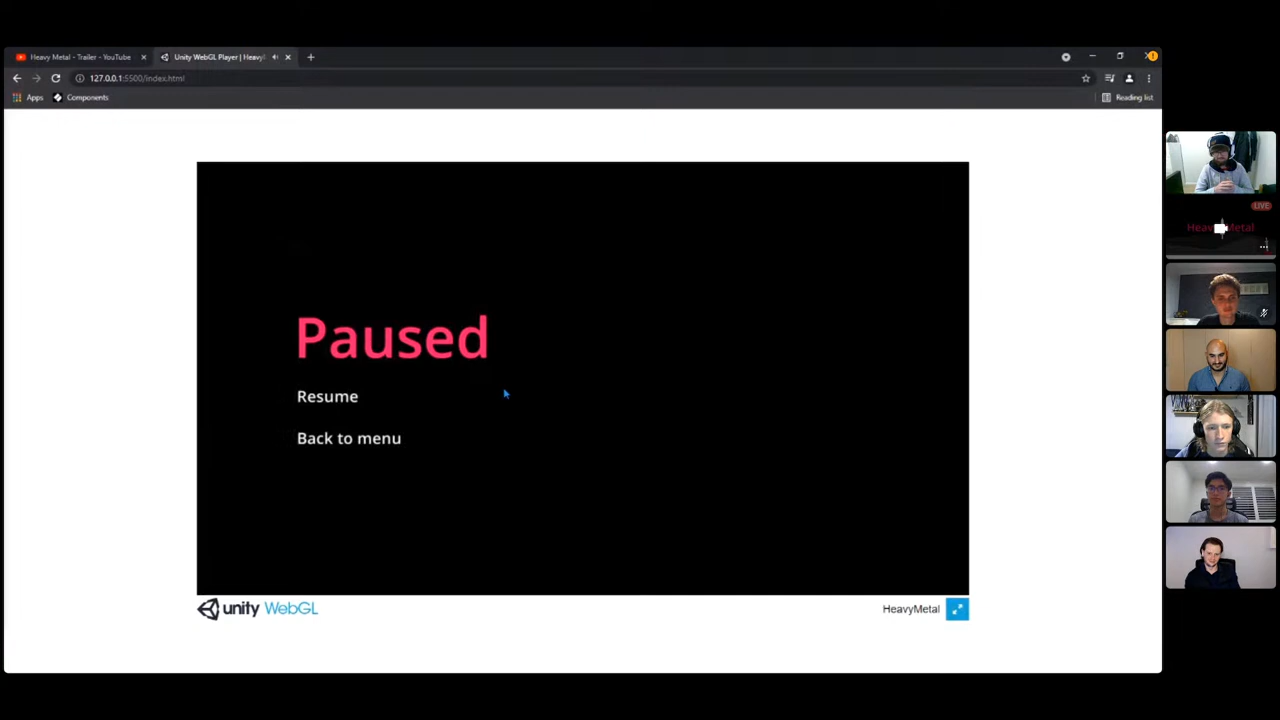 Heavy Metal - Trailer - YouTube
Unity WebGL Player | Heavy
127.0.0.1:5500/index.html
Apps
Components
Reading list
LIVE
Paused
Resume
Back to menu
unity WebGL
HeavyMetal